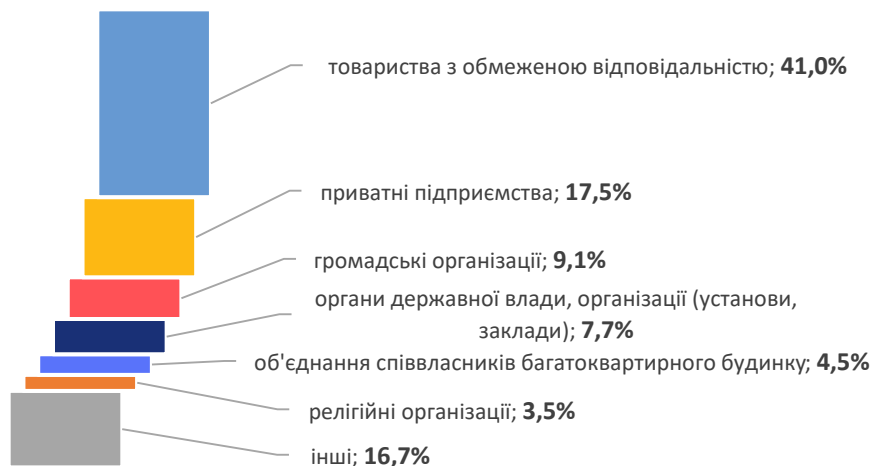 товариства з обмеженою відповідальністю; 41,0%
приватні підприємства; 17,5%
громадські організації; 9,1%
органи державної влади, організації (установи,
заклади); 7,7%
об'єднання співвласників багатоквартирного будинку; 4,5%
релігійні організації; 3,5%
інші; 16,7%